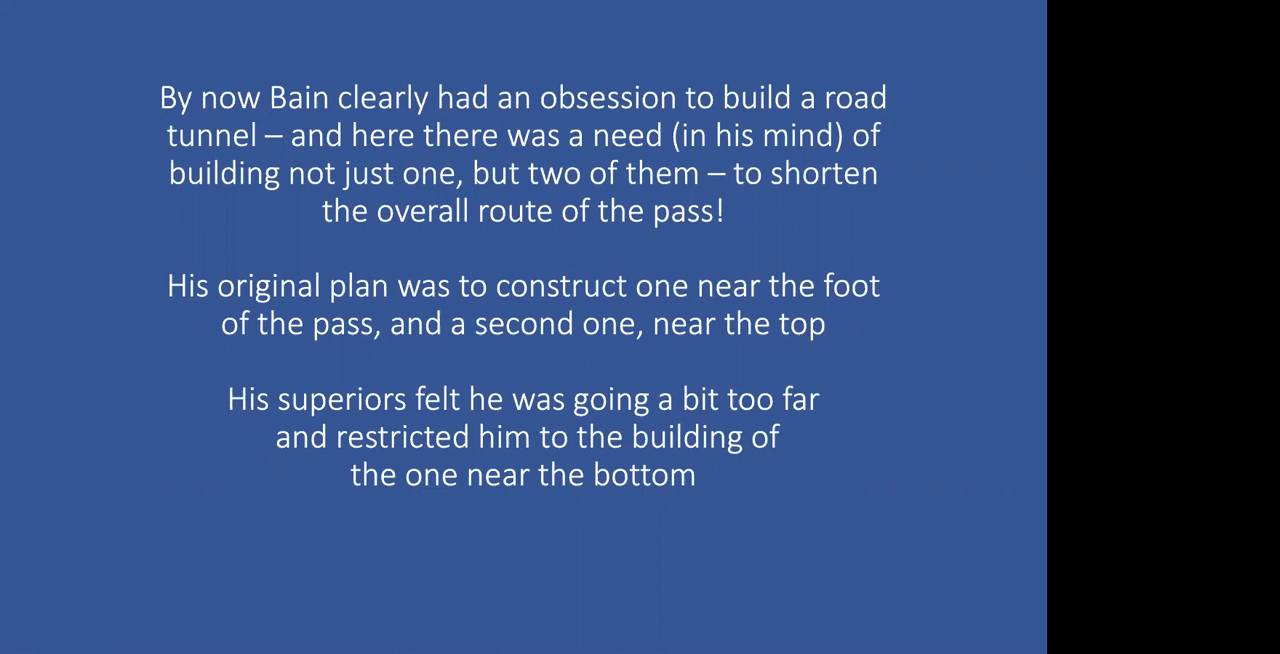 By now Bain clearly had an obsession to build a road
tunnel – and here there was a need (in his mind) of
building not just one, but two of them – to shorten
the overall route of the pass!
His original plan was to construct one near the foot
of the pass, and a second one, near the top
His superiors felt he was going a bit too far
and restricted him to the building of
the one near the bottom